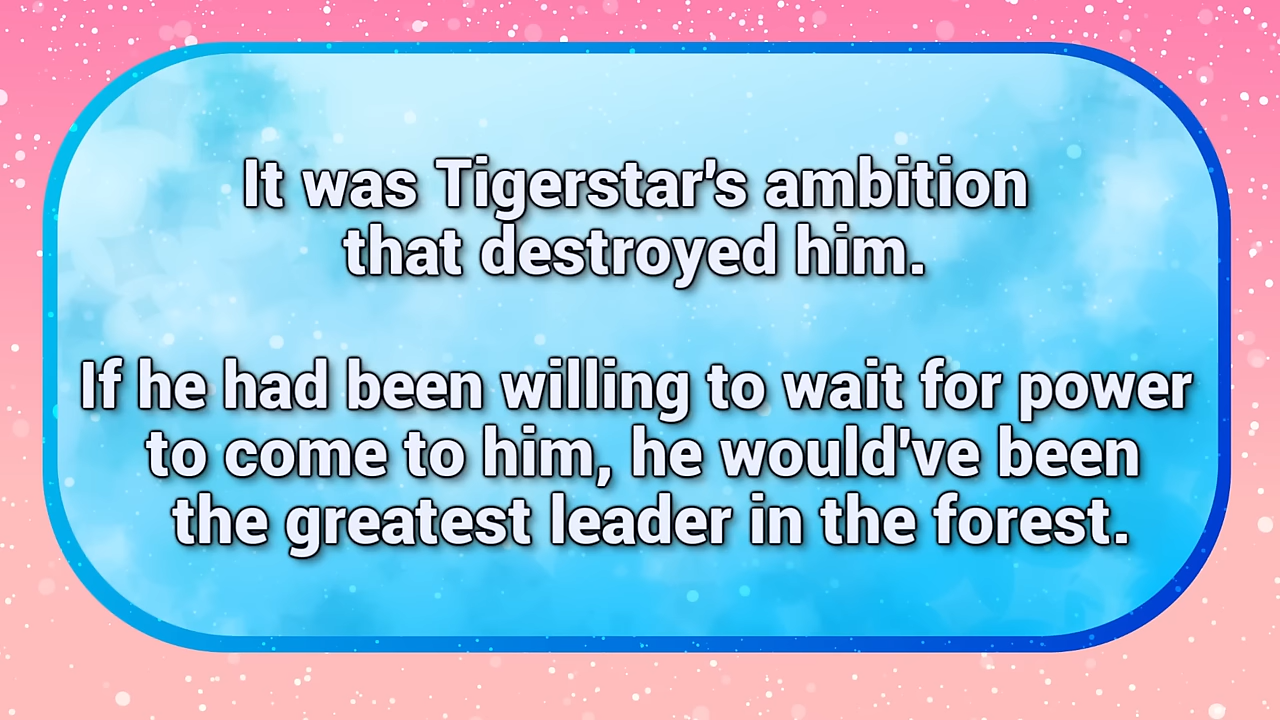 It was Tigerstar's ambition
that destroyed him.
If he had been willing to wait for power
to come to him, he would've been
the greatest leader in the forest.